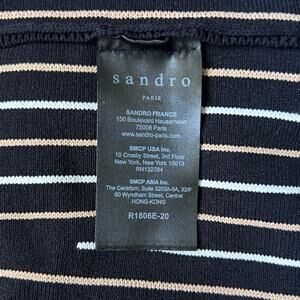 sandro
PARIS
SANDRO FRANCE
150 Boulevard Haussmann
75008 Paris
www.sandro-paris.com
SMCP USA Inc.
10 Crosby Street, 3rd Floor
New York, New York 10013
RN132784
SMCP ASIA Inc.
The Centrium, Suite 3203A-5A, 32/F
60 Wyndham Street, Central
HONG-KONG
R1806E-20